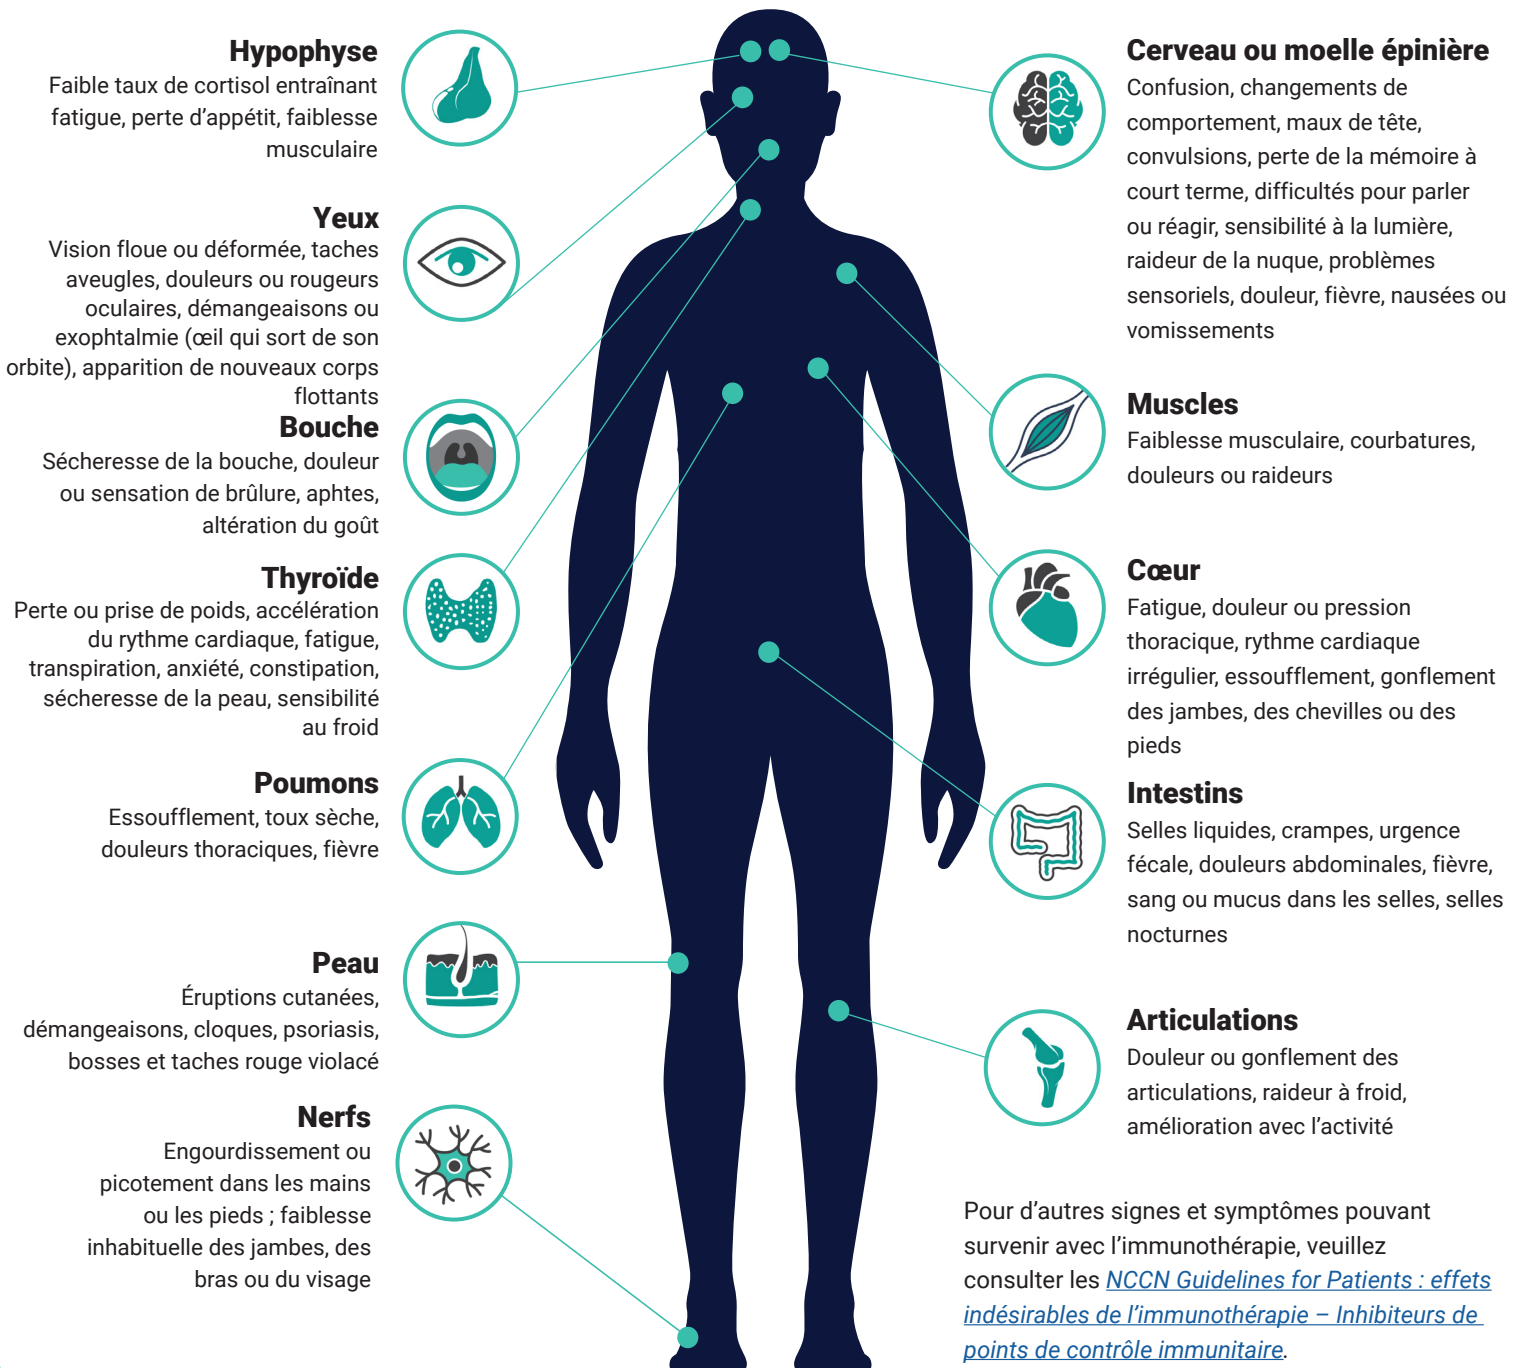 Hypophyse
Faible taux de cortisol entraînant
fatigue, perte d’appétit, faiblesse
musculaire
Yeux
Vision floue ou déformée, taches
aveugles, douleurs ou rougeurs
oculaires, démangeaisons ou
exophtalmie (œil qui sort de son
orbite), apparition de nouveaux corps
flottants
Bouche
Sécheresse de la bouche, douleur
ou sensation de brûlure, aphtes,
altération du goût
Thyroïde
Perte ou prise de poids, accélération
du rythme cardiaque, fatigue,
transpiration, anxiété, constipation,
sécheresse de la peau, sensibilité
au froid
Poumons
Essoufflement, toux sèche,
douleurs thoraciques, fièvre
Peau
Éruptions cutanées,
démangeaisons, cloques, psoriasis,
bosses et taches rouge violacé
Nerfs
Engourdissement ou
picotement dans les mains
ou les pieds ; faiblesse
inhabituelle des jambes, des
bras ou du visage
Cerveau ou moelle épinière
Confusion, changements de
comportement, maux de tête,
convulsions, perte de la mémoire à
court terme, difficultés pour parler
ou réagir, sensibilité à la lumière,
raideur de la nuque, problèmes
sensoriels, douleur, fièvre, nausées ou
vomissements
Muscles
Faiblesse musculaire, courbatures,
douleurs ou raideurs
Cœur
Fatigue, douleur ou pression
thoracique, rythme cardiaque
irrégulier, essoufflement, gonflement
des jambes, des chevilles ou des
pieds
Intestins
Selles liquides, crampes, urgence
fécale, douleurs abdominales, fièvre,
sang ou mucus dans les selles, selles
nocturnes
Articulations
Douleur ou gonflement des
articulations, raideur à froid,
amélioration avec l’activité
Pour d’autres signes et symptômes pouvant
survenir avec l’immunothérapie, veuillez
consulter les NCCN Guidelines for Patients : effets
indésirables de l’immunothérapie – Inhibiteurs de
points de contrôle immunitaire.